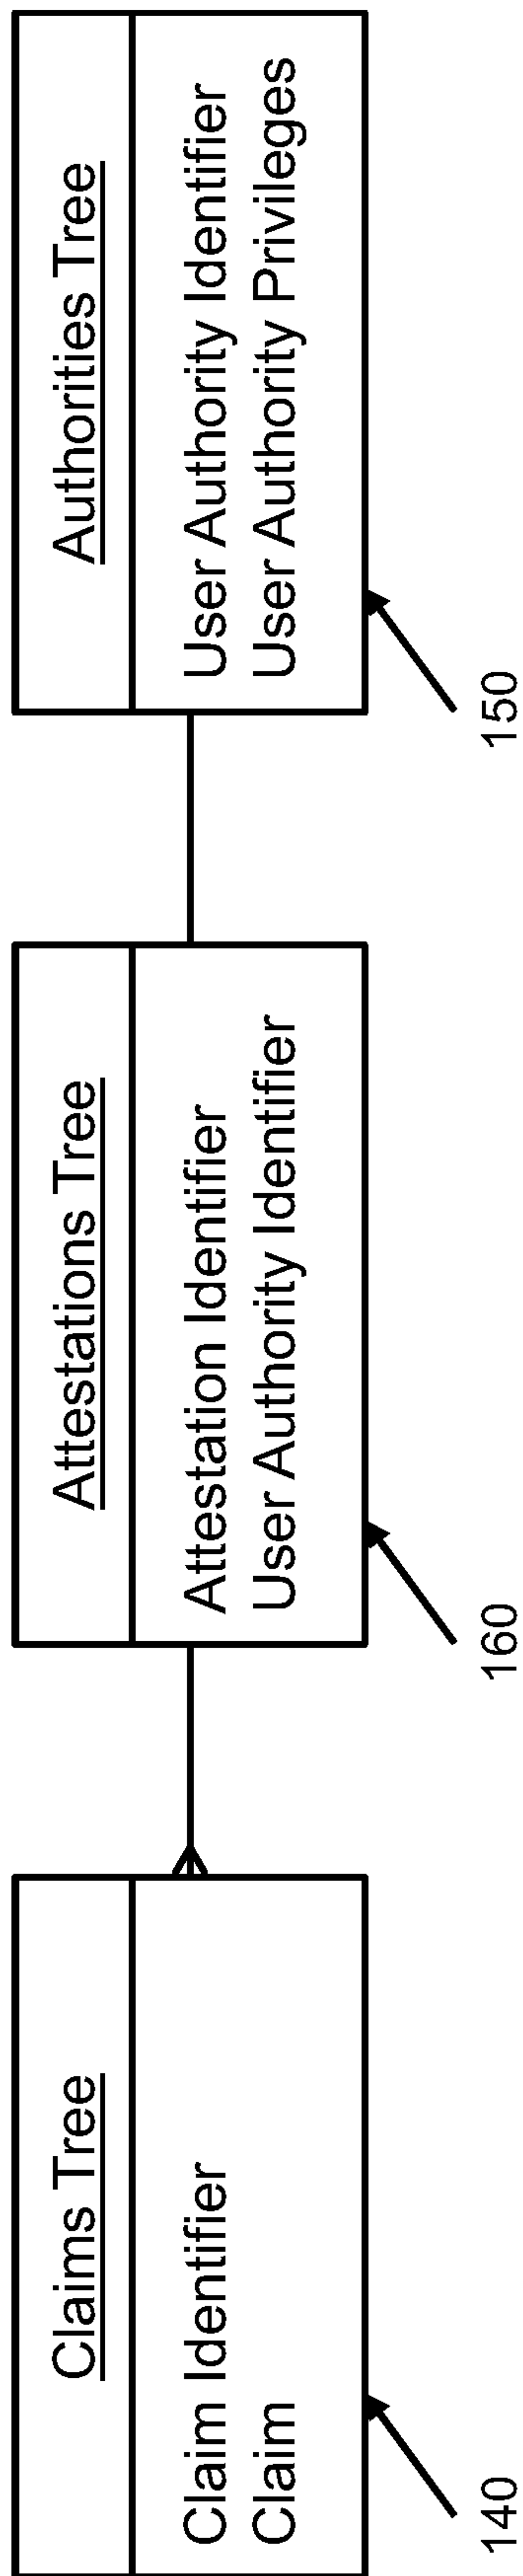 Claims Tree
Claim Identifier
Claim
140
Attestations Tree
Attestation Identifier
User Authority Identifier
160
Authorities Tree
User Authority Identifier
User Authority Privileges
150